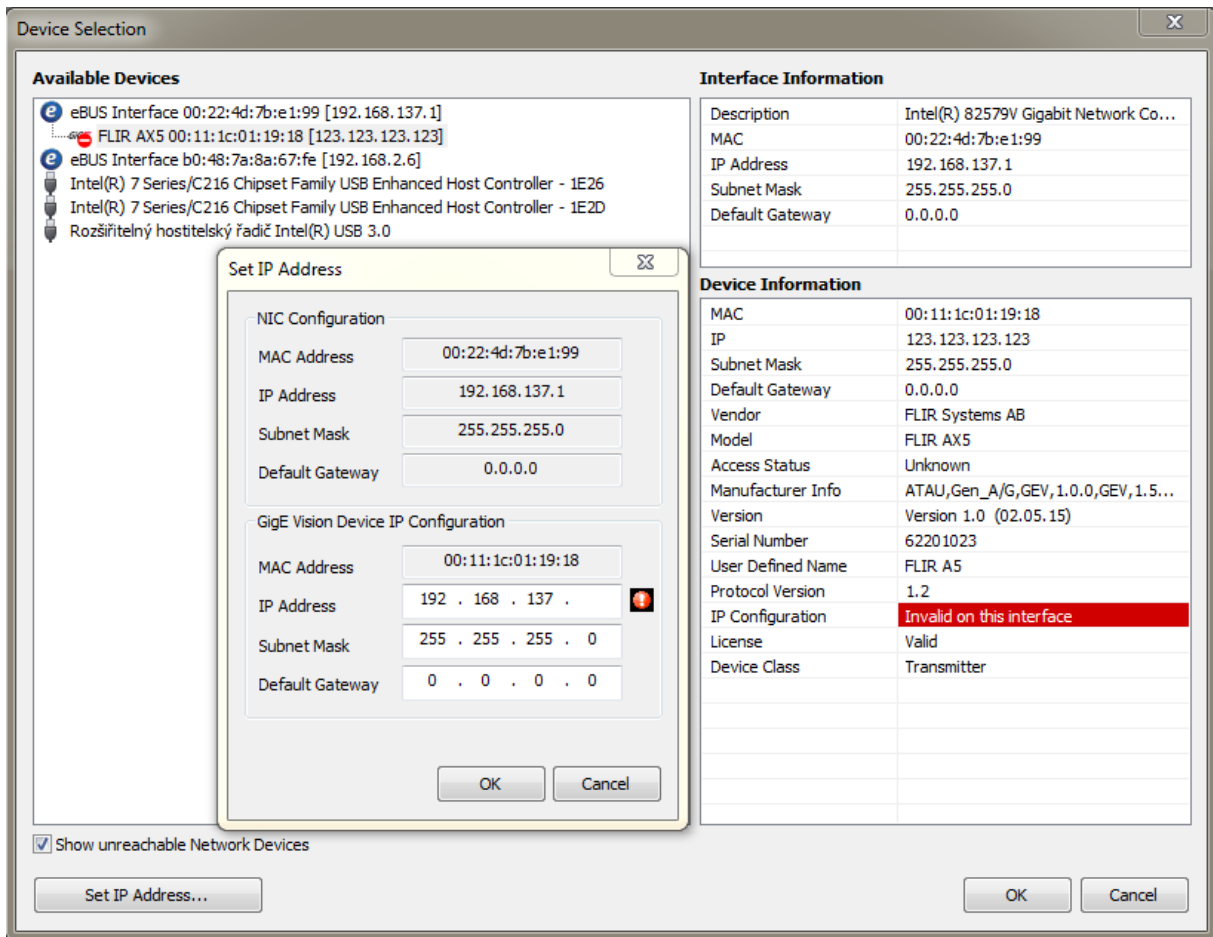 Device Selection
Available Devices
eBUS Interface 00:22:4d:7b:e1:99 [192.168.137.1]
FLIR AX5 00:11:1c:01:19:18 [123.123.123.123]
eBUS Interface b0:48:7a:8a:67:fe [192.168.2.6]
Intel(R) 7 Series/C216 Chipset Family USB Enhanced Host Controller - 1E26
Intel(R) 7 Series/C216 Chipset Family USB Enhanced Host Controller - 1E2D
Rozšiřitelný hostitelský řadič Intel(R) USB 3.0
Set IP Address
NIC Configuration
MAC Address 00:22:4d:7b:e1:99
IP Address 192.168.137.1
Subnet Mask 255.255.255.0
Default Gateway 0.0.0.0
GigE Vision Device IP Configuration
MAC Address 00:11:1c:01:19:18
IP Address 192 . 168 . 137 .
Subnet Mask 255 . 255 . 255 . 0
Default Gateway 0 . 0 . 0 . 0
OK Cancel
Show unreachable Network Devices
Set IP Address...
Interface Information
Description Intel(R) 82579V Gigabit Network Co...
MAC 00:22:4d:7b:e1:99
IP Address 192.168.137.1
Subnet Mask 255.255.255.0
Default Gateway 0.0.0.0
Device Information
MAC 00:11:1c:01:19:18
IP 123.123.123.123
Subnet Mask 255.255.255.0
Default Gateway 0.0.0.0
Vendor FLIR Systems AB
Model FLIR AX5
Access Status Unknown
Manufacturer Info ATAU,Gen_A/G,GEV,1.0.0,GEV,1.5...
Version Version 1.0 (02.05.15)
Serial Number 62201023
User Defined Name FLIR A5
Protocol Version 1.2
IP Configuration Invalid on this interface
License Valid
Device Class Transmitter
OK Cancel